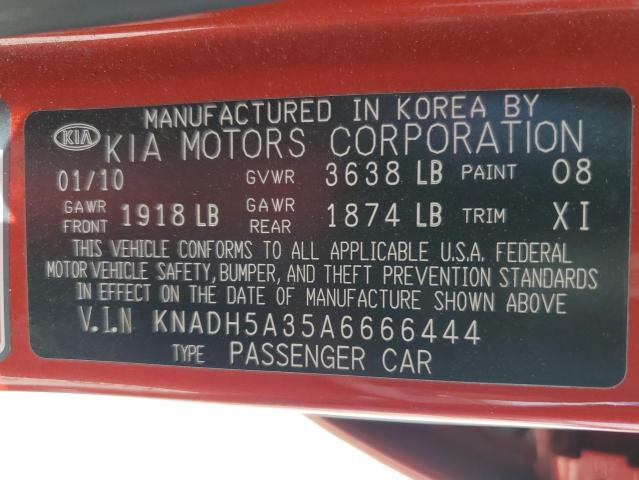 MANUFACTURED IN KOREA BY
KIA KIA MOTORS CORPORATION
01/10 GVWR 3638 LB PAINT 08
GAWR FRONT 1918 LB GAWR REAR 1874 LB TRIM XI
THIS VEHICLE CONFORMS TO ALL APPLICABLE U.S.A. FEDERAL
MOTOR VEHICLE SAFETY, BUMPER, AND THEFT PREVENTION STANDARDS
IN EFFECT ON THE DATE OF MANUFACTURE SHOWN ABOVE
V.I.N KNADH5A35A6666444
TYPE PASSENGER CAR